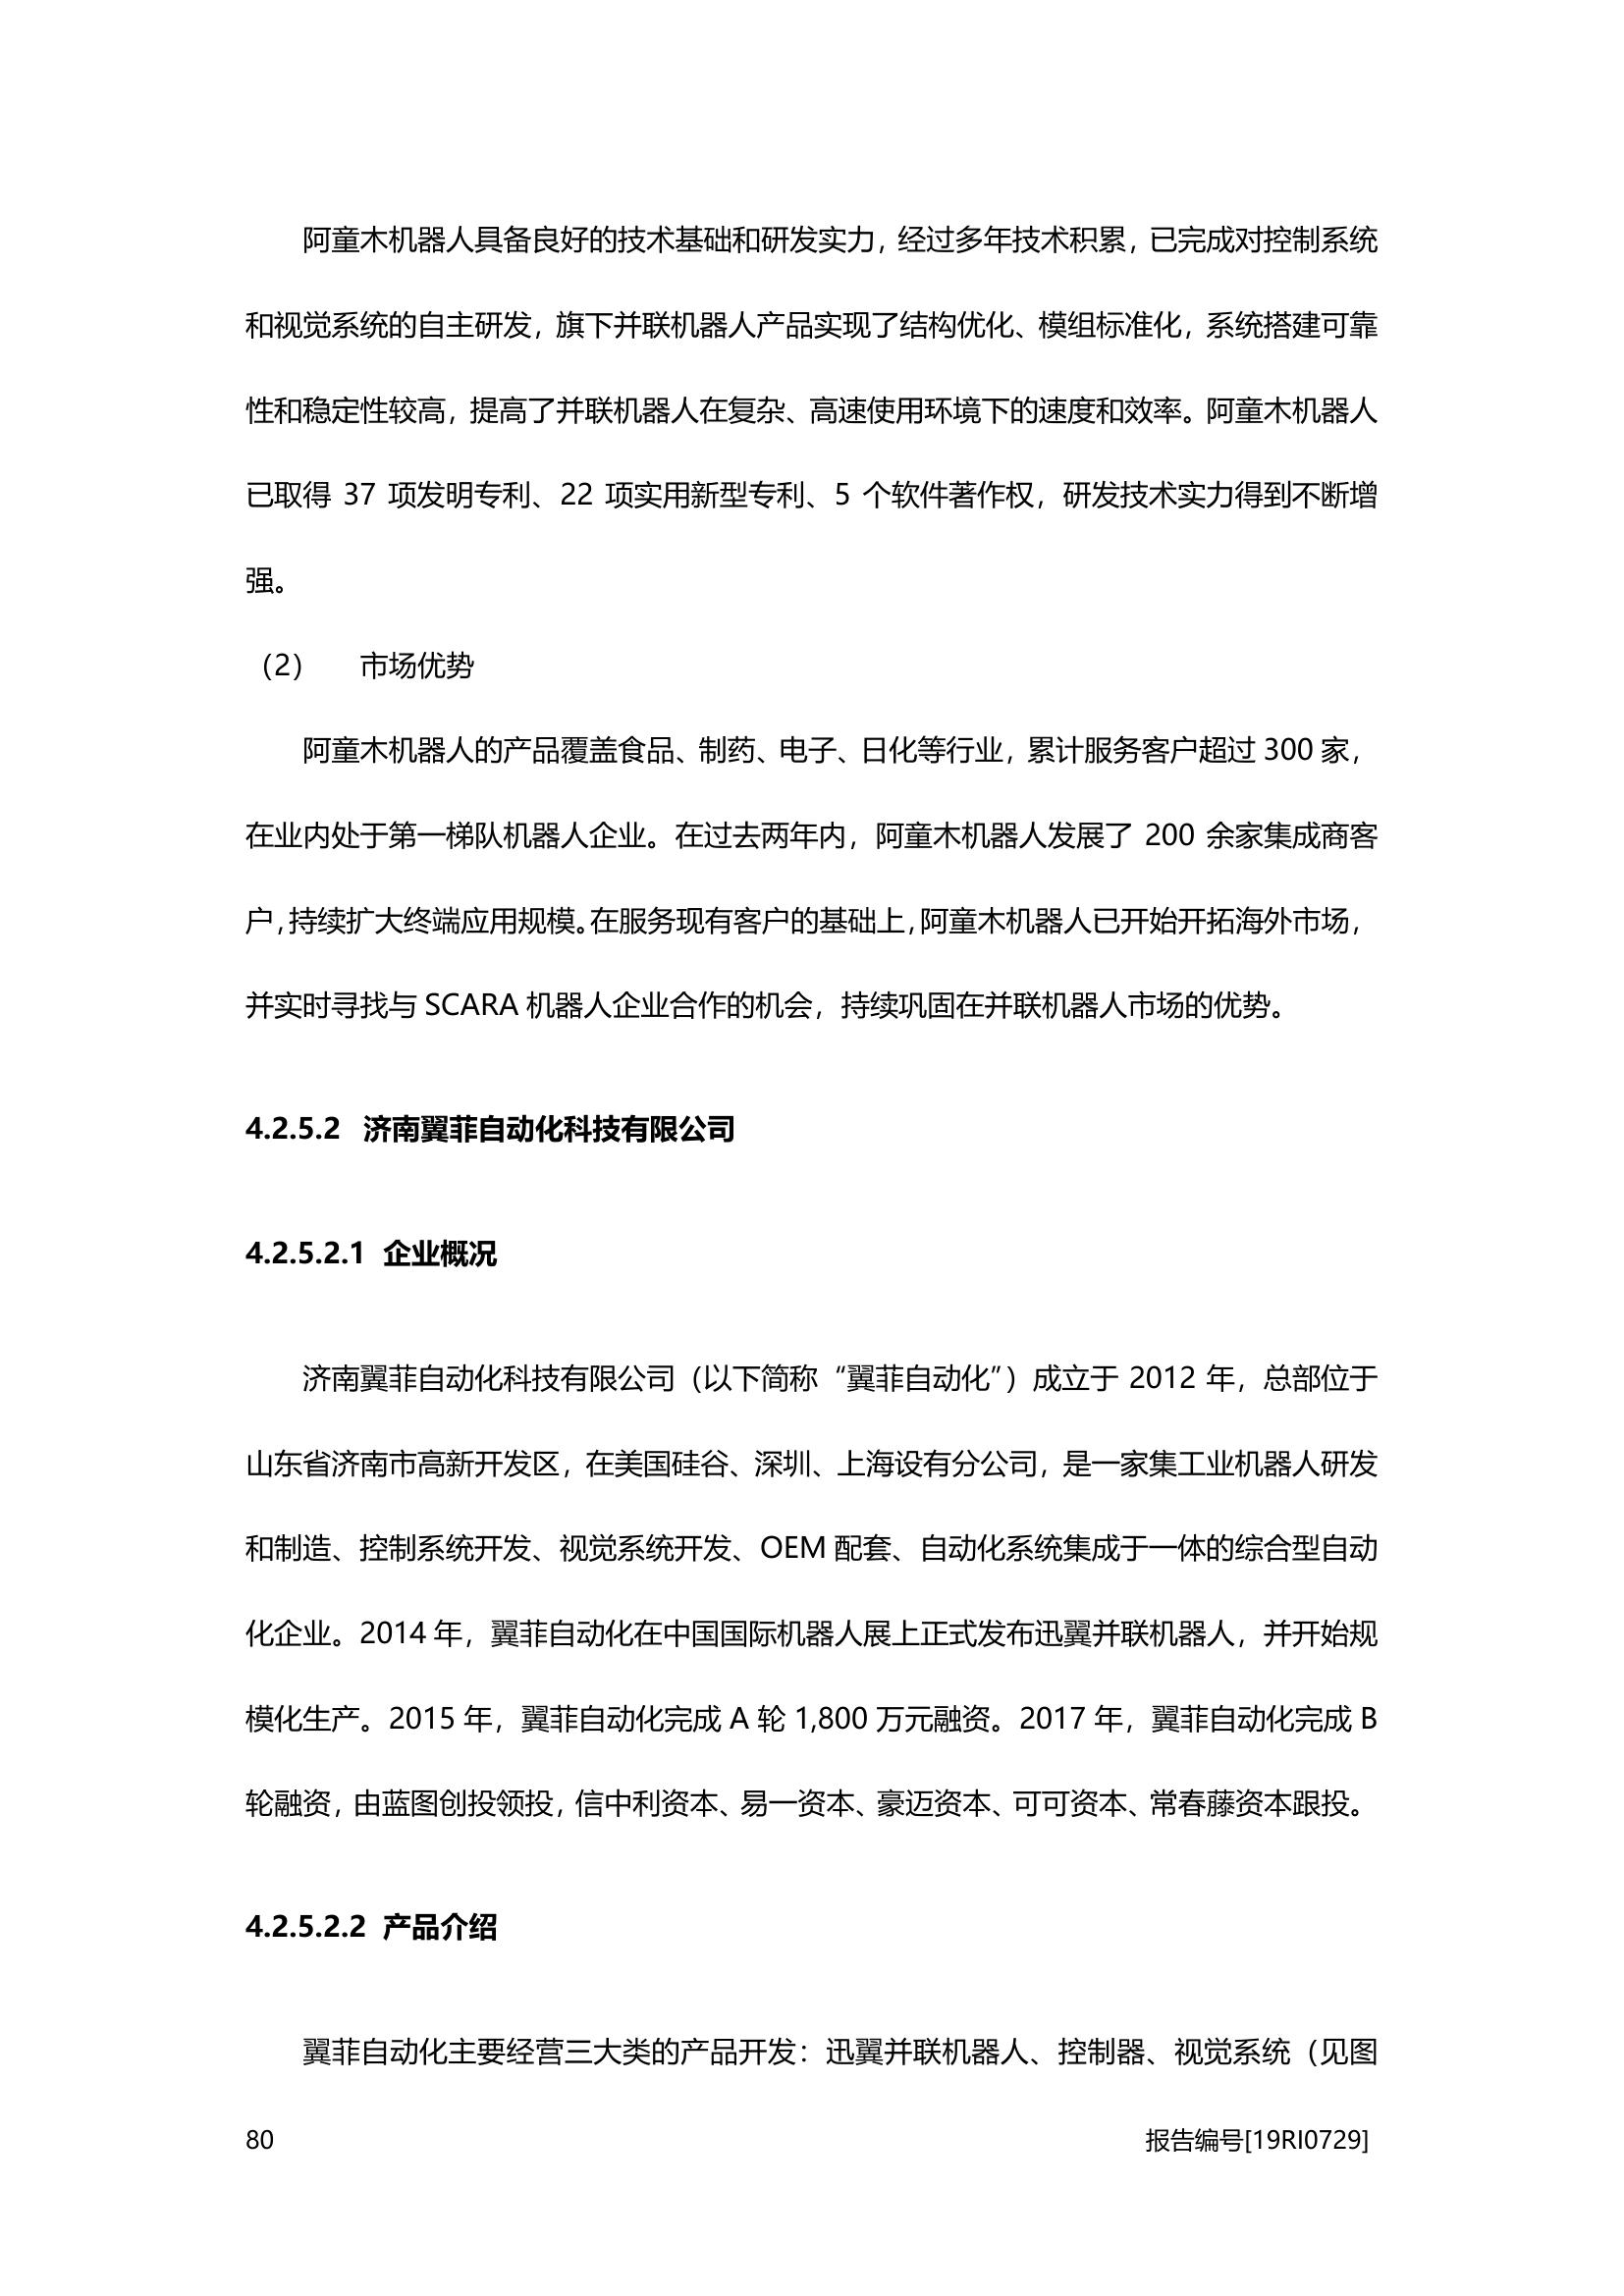 阿童木机器人具备良好的技术基础和研发实力，经过多年技术积累，已完成对控制系统
和视觉系统的自主研发，旗下并联机器人产品实现了结构优化、模组标准化，系统搭建可靠
性和稳定性较高，提高了并联机器人在复杂、高速使用环境下的速度和效率。阿童木机器人
已取得 37 项发明专利、22 项实用新型专利、5 个软件著作权，研发技术实力得到不断增
强。
（2） 市场优势
阿童木机器人的产品覆盖食品、制药、电子、日化等行业，累计服务客户超过 300 家，
在业内处于第一梯队机器人企业。在过去两年内，阿童木机器人发展了 200 余家集成商客
户，持续扩大终端应用规模。在服务现有客户的基础上，阿童木机器人已开始开拓海外市场，
并实时寻找与 SCARA 机器人企业合作的机会，持续巩固在并联机器人市场的优势。
4.2.5.2 济南翼菲自动化科技有限公司
4.2.5.2.1 企业概况
济南翼菲自动化科技有限公司（以下简称“翼菲自动化”）成立于 2012 年，总部位于
山东省济南市高新开发区，在美国硅谷、深圳、上海设有分公司，是一家集工业机器人研发
和制造、控制系统开发、视觉系统开发、OEM 配套、自动化系统集成于一体的综合型自动
化企业。2014 年，翼菲自动化在中国国际机器人展上正式发布迅翼并联机器人，并开始规
模化生产。2015 年，翼菲自动化完成 A 轮 1,800 万元融资。2017 年，翼菲自动化完成 B
轮融资，由蓝图创投领投，信中利资本、易一资本、豪迈资本、可可资本、常春藤资本跟投。
4.2.5.2.2 产品介绍
翼菲自动化主要经营三大类的产品开发：迅翼并联机器人、控制器、视觉系统（见图
80 报告编号[19RI0729]